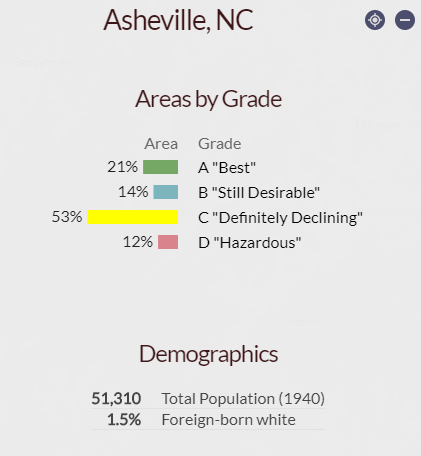 Asheville, NC
Areas by Grade
Area Grade
21% A "Best"
14% B "Still Desirable"
53% C "Definitely Declining"
12% D "Hazardous"
Demographics
51,310 Total Population (1940)
1.5% Foreign-born white